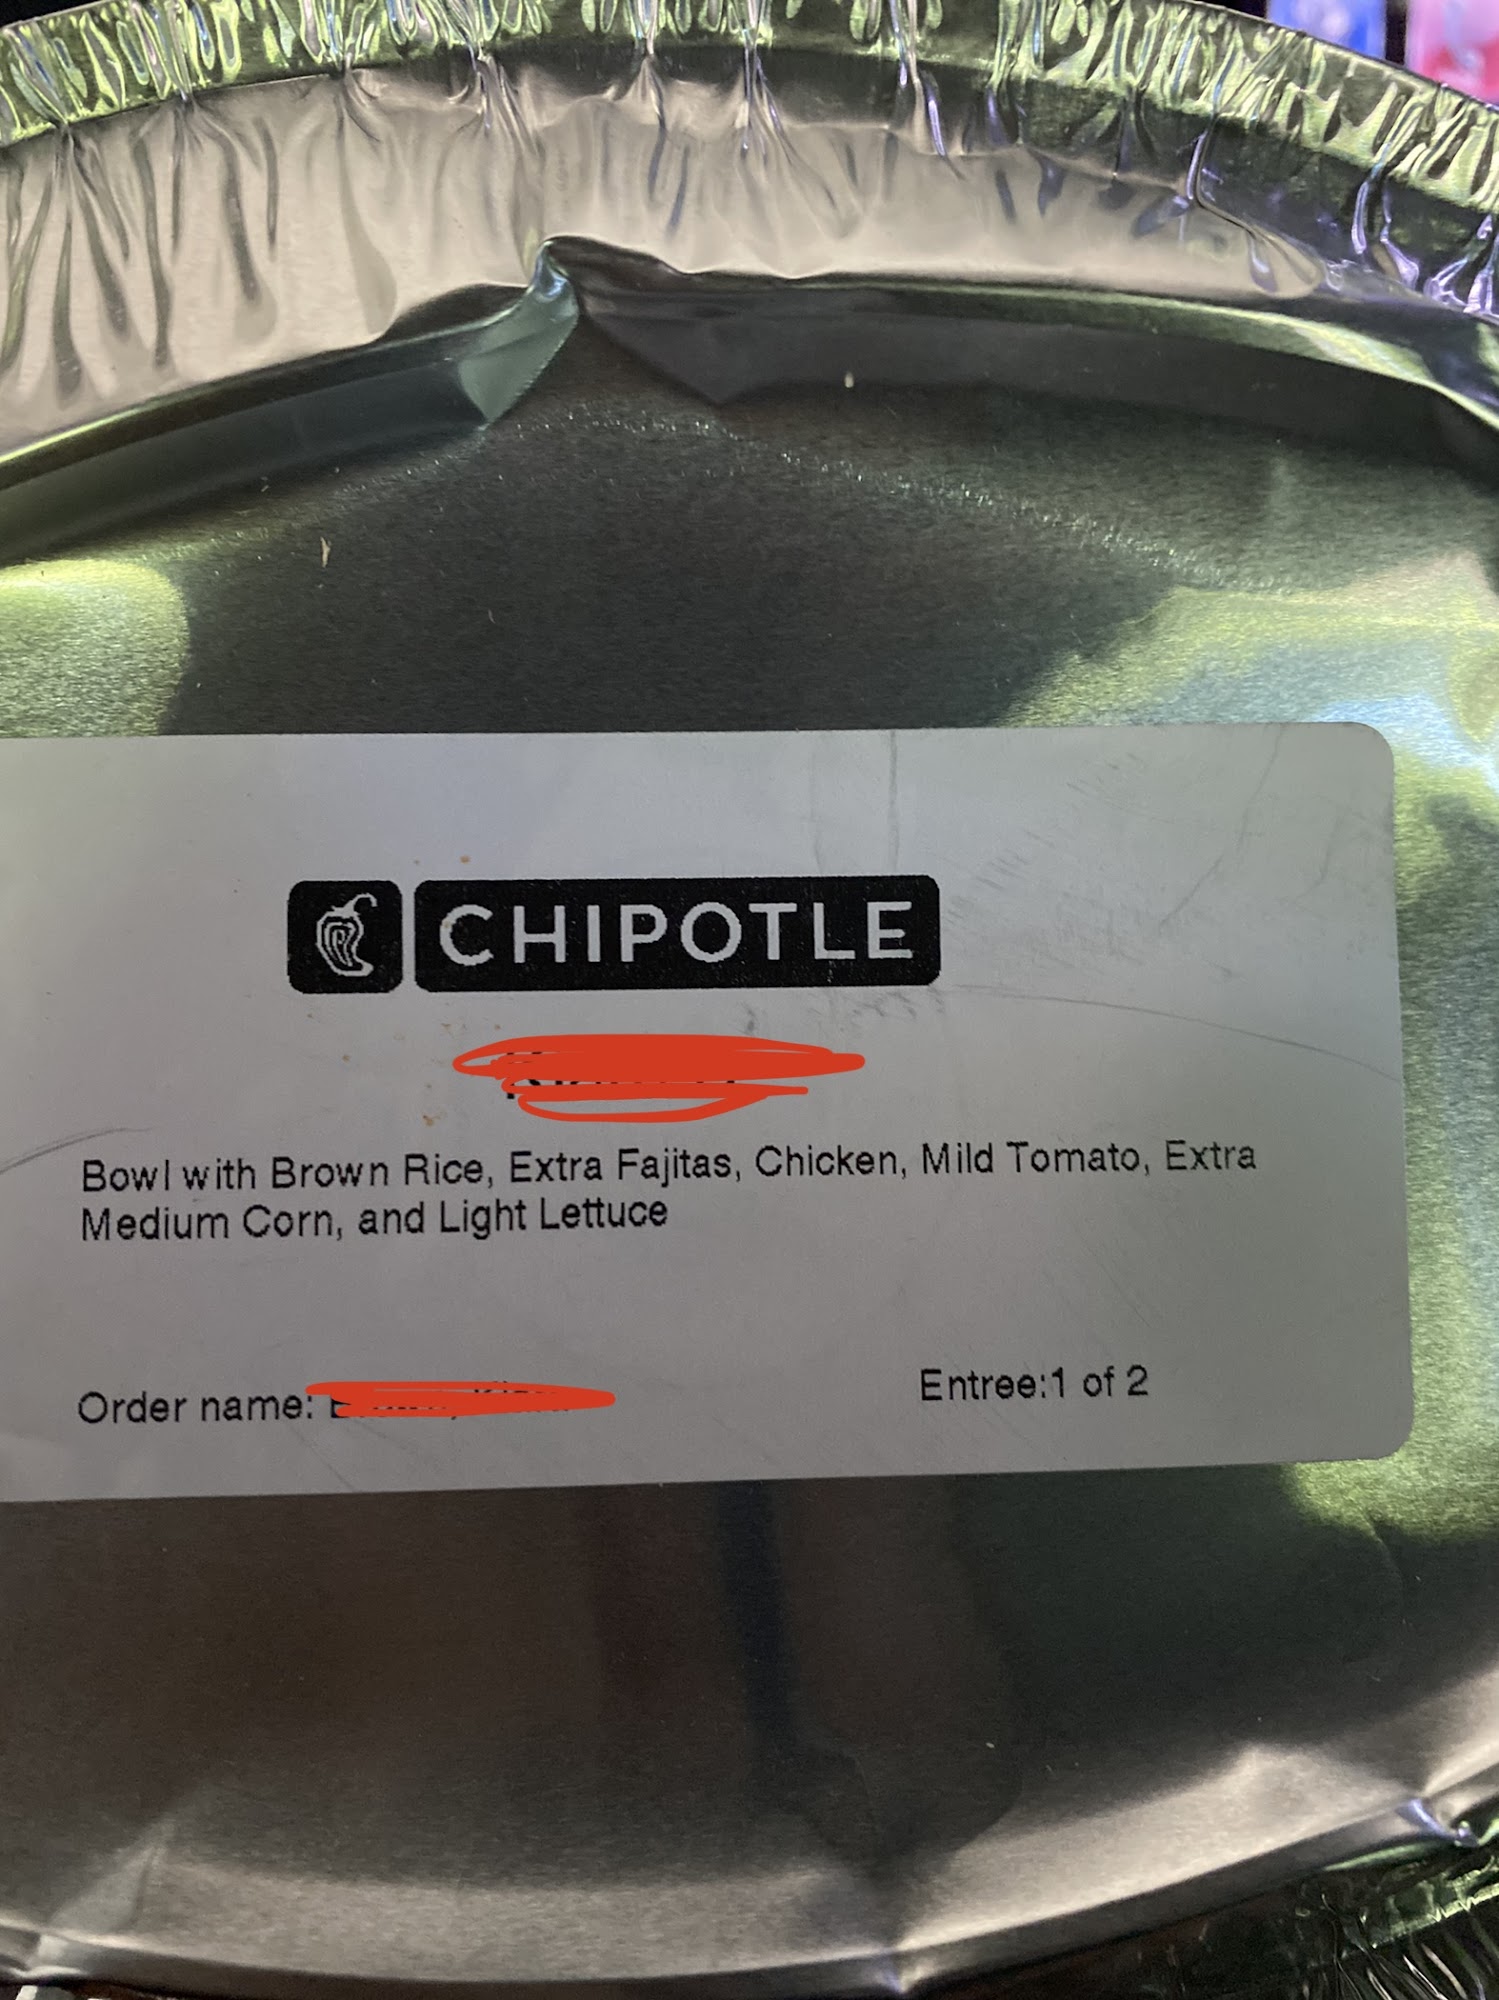 CHIPOTLE
Bowl with Brown Rice, Extra Fajitas, Chicken, Mild Tomato, Extra
Medium Corn, and Light Lettuce
Order name:
Entree:1 of 2